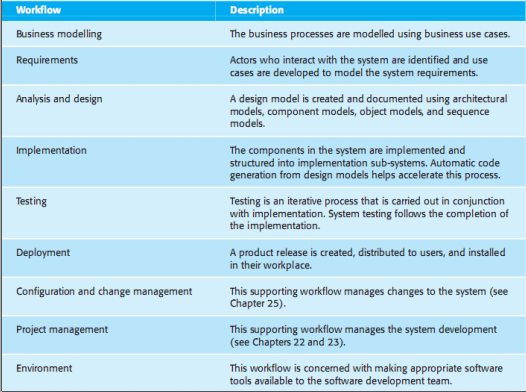 Workflow Description
Business modelling The business processes are modelled using business use cases.
Requirements Actors who interact with the system are identified and use
cases are developed to model the system requirements.
Analysis and design A design model is created and documented using architectural
models, component models, object models, and sequence
models.
Implementation The components in the system are implemented and
structured into implementation sub-systems. Automatic code
generation from design models helps accelerate this process.
Testing Testing is an iterative process that is carried out in conjunction
with implementation. System testing follows the completion of
the implementation.
Deployment A product release is created, distributed to users, and installed
in their workplace.
Configuration and change management This supporting workflow manages changes to the system (see
Chapter 25).
Project management This supporting workflow manages the system development
(see Chapters 22 and 23).
Environment This workflow is concerned with making appropriate software
tools available to the software development team.